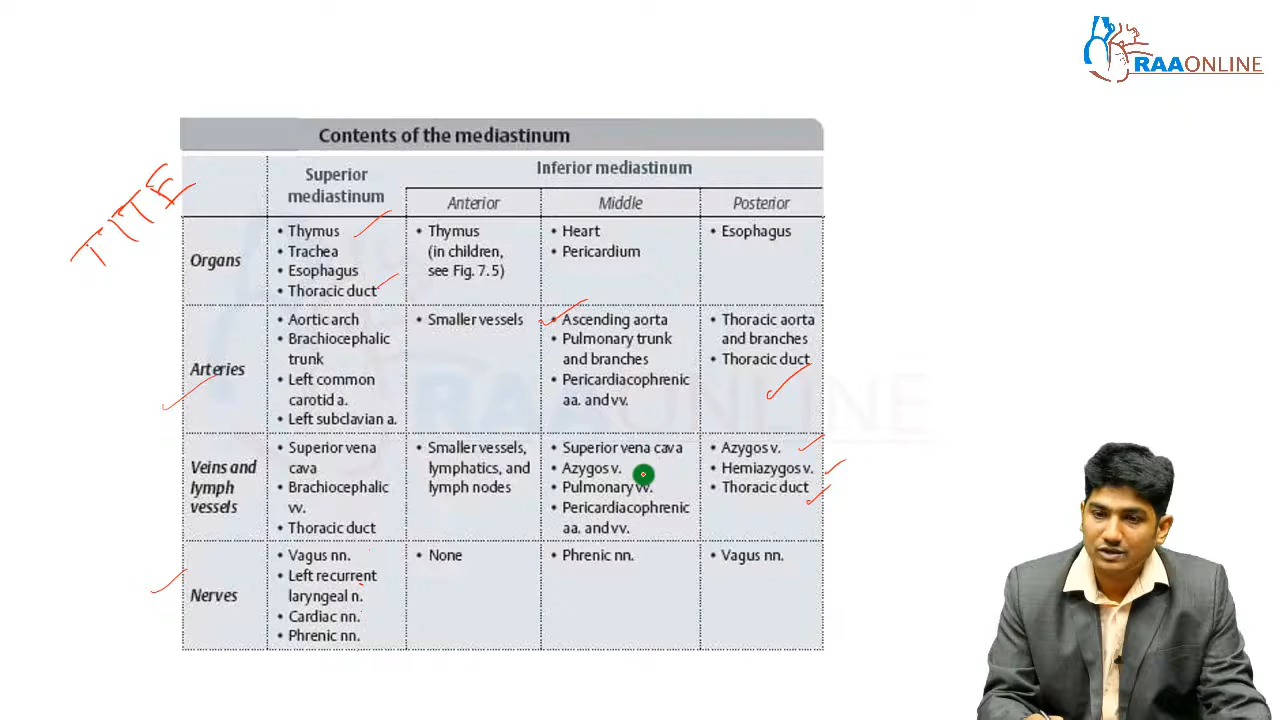 RAAONLINE
Contents of the mediastinum
Superior mediastinum
Inferior mediastinum
Anterior
Middle
Posterior
TITE
Organs
• Thymus
• Trachea
• Esophagus
• Thoracic duct
• Thymus
(in children,
see Fig. 7.5)
• Heart
• Pericardium
• Esophagus
Arteries
• Aortic arch
• Brachiocephalic
trunk
• Left common
carotid a.
• Left subclavian a.
• Smaller vessels
• Ascending aorta
• Pulmonary trunk
and branches
• Pericardiacophrenic
aa. and vv.
• Thoracic aorta
and branches
• Thoracic duct
Veins and
lymph
vessels
• Superior vena
cava
• Brachiocephalic
vv.
• Thoracic duct
• Smaller vessels,
lymphatics, and
lymph nodes
• Superior vena cava
• Azygos v.
• Pulmonary vv.
• Pericardiacophrenic
aa. and vv.
• Azygos v.
• Hemiazygos v.
• Thoracic duct
Nerves
• Vagus nn.
• Left recurrent
laryngeal n.
• Cardiac nn.
• Phrenic nn.
• None
• Phrenic nn.
• Vagus nn.
RAAONLINE